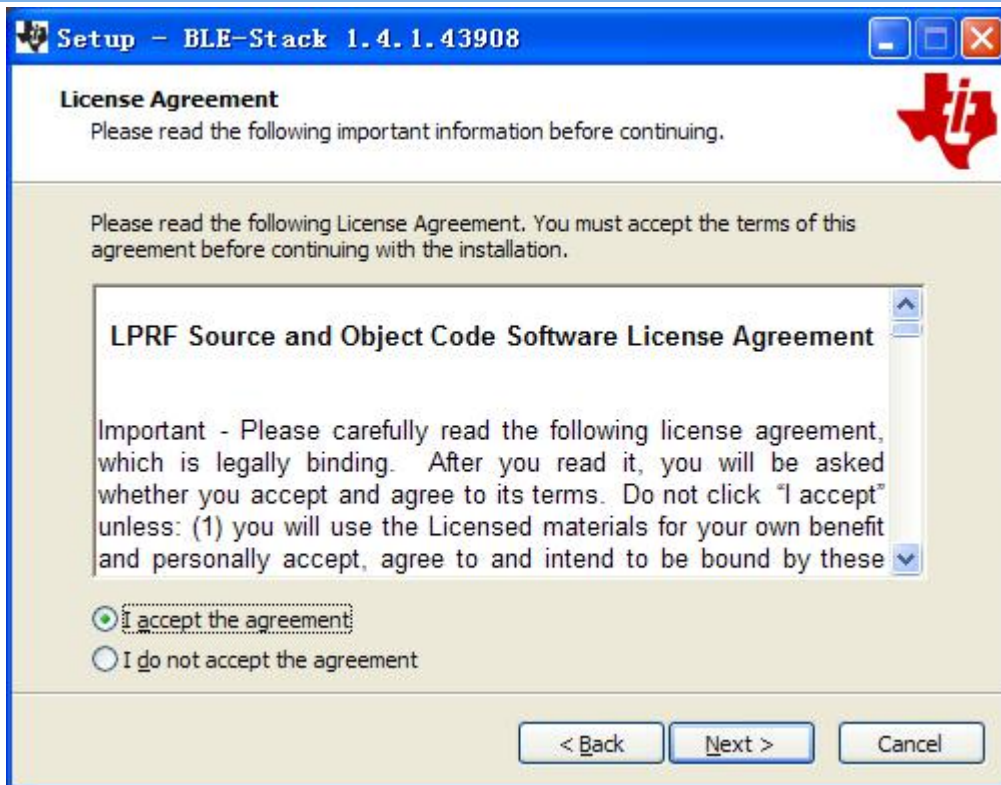 Setup - BLE-Stack 1.4.1.43908
License Agreement
Please read the following important information before continuing.
Please read the following License Agreement. You must accept the terms of this
agreement before continuing with the installation.
LPRF Source and Object Code Software License Agreement
Important - Please carefully read the following license agreement,
which is legally binding.  After you read it, you will be asked
whether you accept and agree to its terms.  Do not click “I accept”
unless: (1) you will use the Licensed materials for your own benefit
and personally accept, agree to and intend to be bound by these
I accept the agreement
I do not accept the agreement
< Back
Next >
Cancel